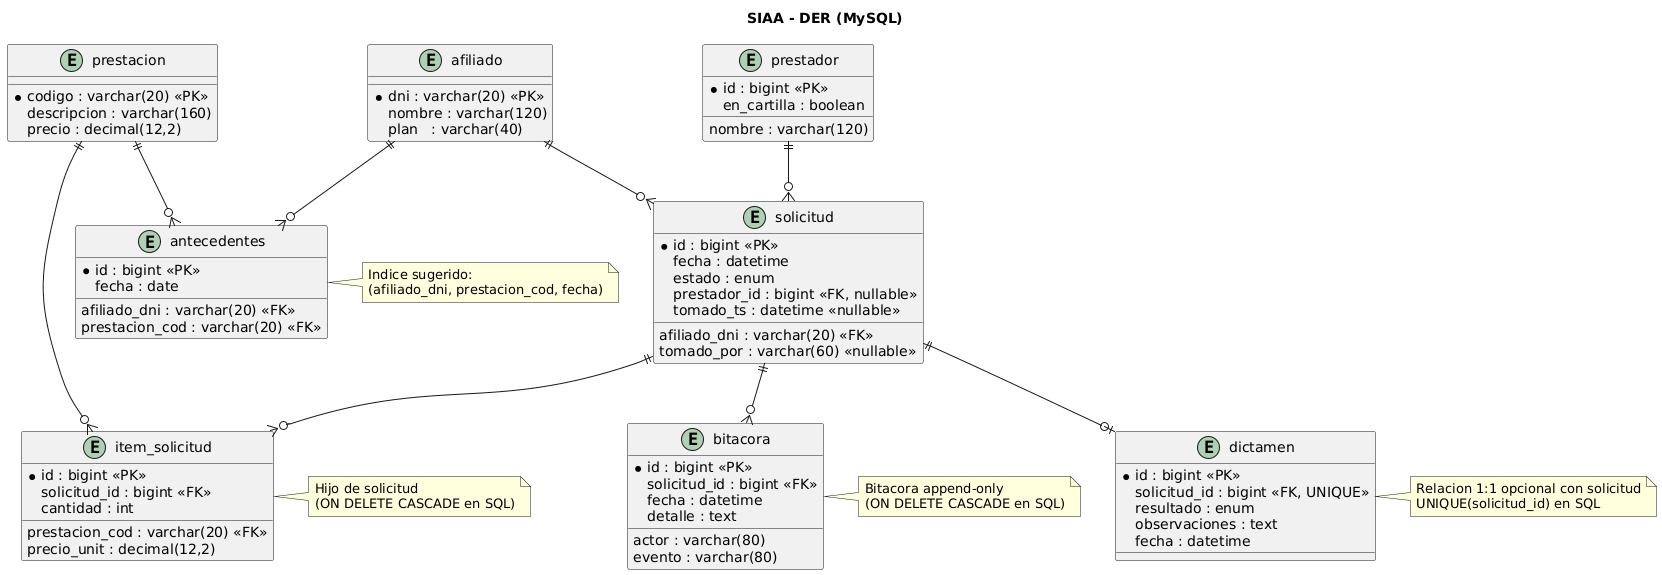 SIAA - DER (MySQL)
E prestacion
codigo : varchar(20) «PK»
descripcion : varchar(160)
precio : decimal(12,2)
E afiliado
dni : varchar(20) «PK»
nombre : varchar(120)
plan : varchar(40)
E prestador
id : bigint «PK»
en_cartilla : boolean
nombre : varchar(120)
E antecedentes
id : bigint «PK»
fecha : date
afiliado_dni : varchar(20) «FK»
prestacion_cod : varchar(20) «FK»
Indice sugerido:
(afiliado_dni, prestacion_cod, fecha)
E solicitud
id : bigint «PK»
fecha : datetime
estado : enum
prestador_id : bigint «FK, nullable»
tomado_ts : datetime «nullable»
afiliado_dni : varchar(20) «FK»
tomado_por : varchar(60) «nullable»
E item_solicitud
id : bigint «PK»
solicitud_id : bigint «FK»
cantidad : int
prestacion_cod : varchar(20) «FK»
precio_unit : decimal(12,2)
Hijo de solicitud
(ON DELETE CASCADE en SQL)
E bitacora
id : bigint «PK»
solicitud_id : bigint «FK»
fecha : datetime
detalle : text
actor : varchar(80)
evento : varchar(80)
Bitacora append-only
(ON DELETE CASCADE en SQL)
E dictamen
id : bigint «PK»
solicitud_id : bigint «FK, UNIQUE»
resultado : enum
observaciones : text
fecha : datetime
Relacion 1:1 opcional con solicitud
UNIQUE(solicitud_id) en SQL